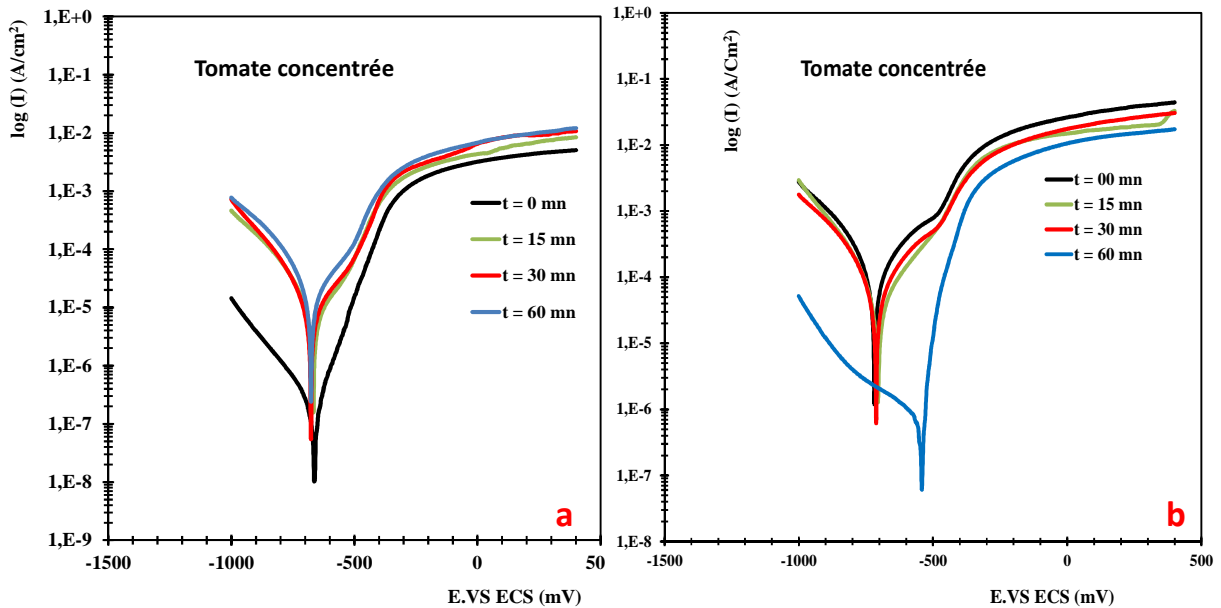 1,E+0
1,E-1
1,E-2
1,E-3
1,E-4
1,E-5
1,E-6
1,E-7
1,E-8
1,E-9
log (I) (A/cm²)
Tomate concentrée
t = 0 mn
t = 15 mn
t = 30 mn
t = 60 mn
a
-1500 -1000 -500 0 50
E.VS ECS (mV)
1,E+0
1,E-1
1,E-2
1,E-3
1,E-4
1,E-5
1,E-6
1,E-7
1,E-8
log (I) (A/Cm²)
Tomate concentrée
t = 00 mn
t = 15 mn
t = 30 mn
t = 60 mn
b
-1500 -1000 -500 0 500
E.VS ECS (mV)